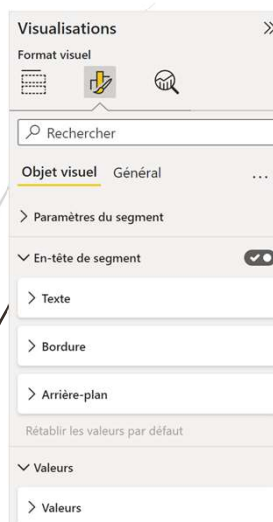 Visualisations
Format visuel
Rechercher
Objet visuel Général
Paramètres du segment
En-tête de segment
Texte
Bordure
Arrière-plan
Rétablir les valeurs par défaut
Valeurs
Valeurs